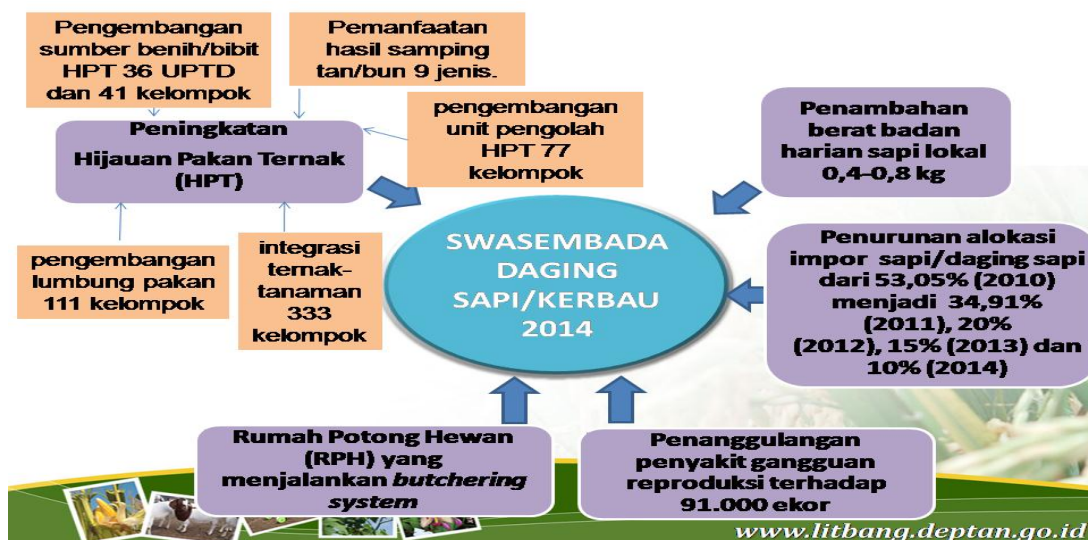 Pengembangan
sumber benih/bibit
HPT 36 UPTD
dan 41 kelompok
Pemanfaatan
hasil samping
tan/bun 9 jenis.
pengembangan
unit pengolah
HPT 77
kelompok
Peningkatan
Hijauan Pakan Ternak
(HPT)
pengembangan
lumbung pakan
111 kelompok
integrasi
ternak-
tanaman
333
kelompok
SWASEMBADA
DAGING
SAPI/KERBAU
2014
Penambahan
berat badan
harian sapi lokal
0,4-0,8 kg
Penurunan alokasi
impor sapi/daging sapi
dari 53,05% (2010)
menjadi 34,91%
(2011), 20%
(2012), 15% (2013) dan
10% (2014)
Rumah Potong Hewan
(RPH) yang
menjalankan butchering
system
Penanggulangan
penyakit gangguan
reproduksi terhadap
91.000 ekor
www.litbang.deptan.go.id